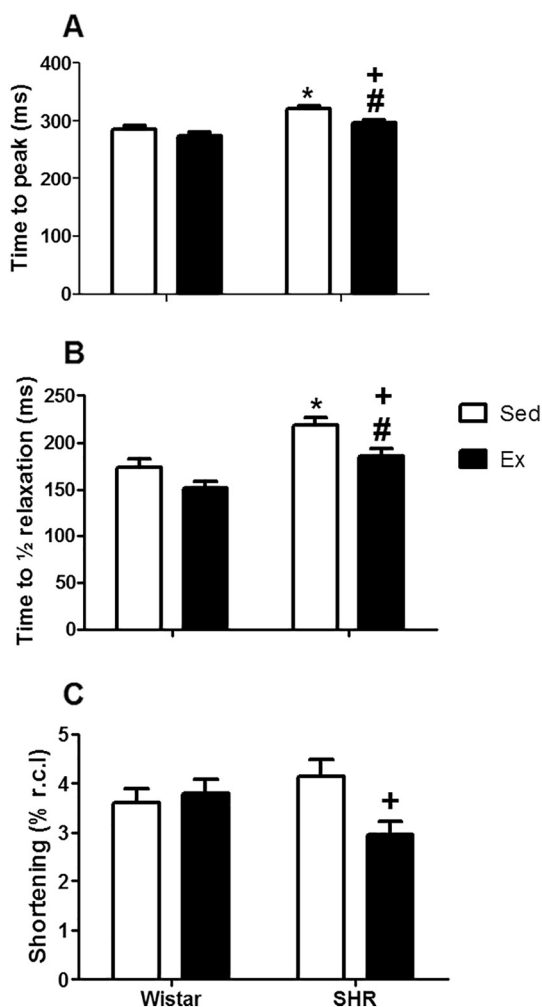 A
Time to peak (ms)
400
300
200
100
0
*
+
#
B
Time to ½ relaxation (ms)
250
200
150
100
50
0
*
+
#
Sed
Ex
C
Shortening (% r.c.l)
5
4
3
2
4
0
+
Wistar
SHR